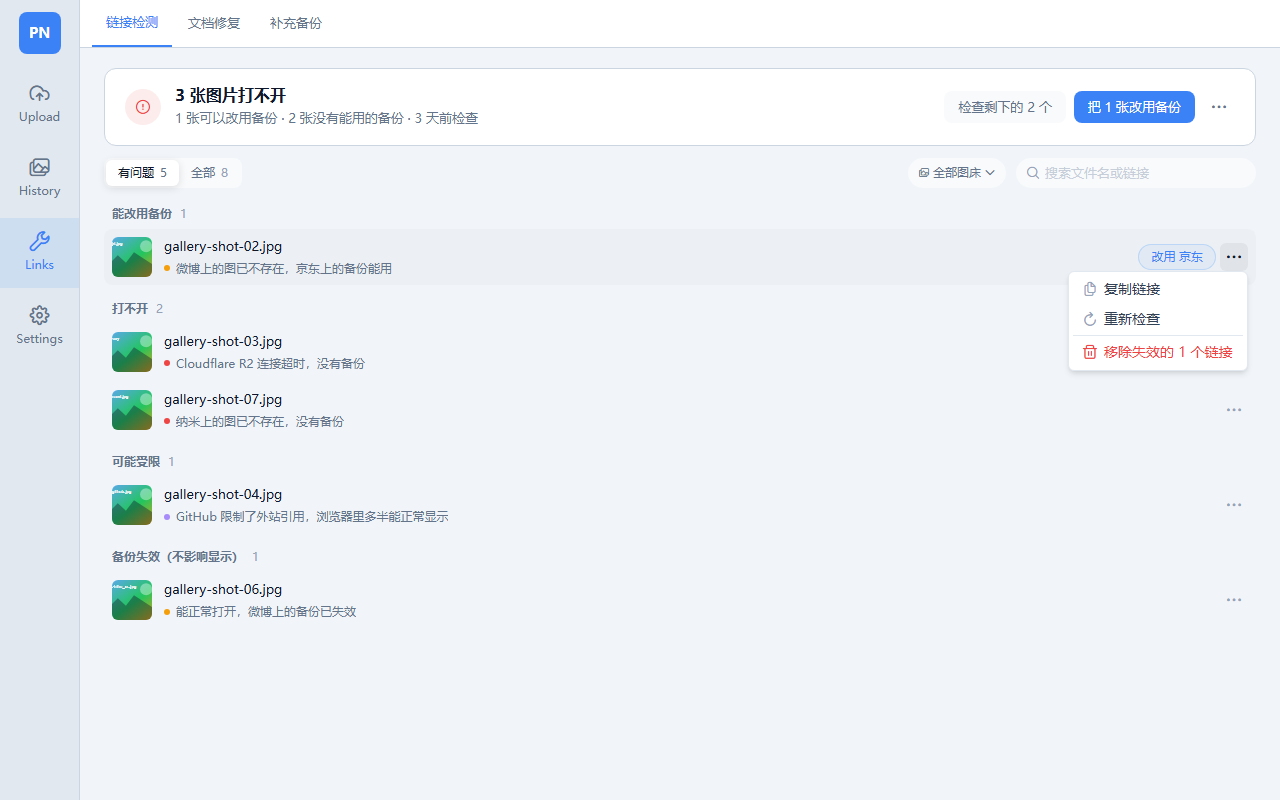 PN
Upload
History
Links
Settings
链接检测
文档修复
补充备份
3 张图片打不开
1 张可以改用备份 · 2 张没有能用的备份 · 3 天前检查
检查剩下的 2 个
把 1 张改用备份
有问题 5
全部 8
全部图床
搜索文件名或链接
能改用备份 1
gallery-shot-02.jpg
微博上的图已不存在，京东上的备份能用
改用 京东
复制链接
重新检查
移除失效的 1 个链接
打不开 2
gallery-shot-03.jpg
Cloudflare R2 连接超时，没有备份
gallery-shot-07.jpg
纳米上的图已不存在，没有备份
可能受限 1
gallery-shot-04.jpg
GitHub 限制了外站引用，浏览器里多半能正常显示
备份失效（不影响显示） 1
gallery-shot-06.jpg
能正常打开，微博上的备份已失效